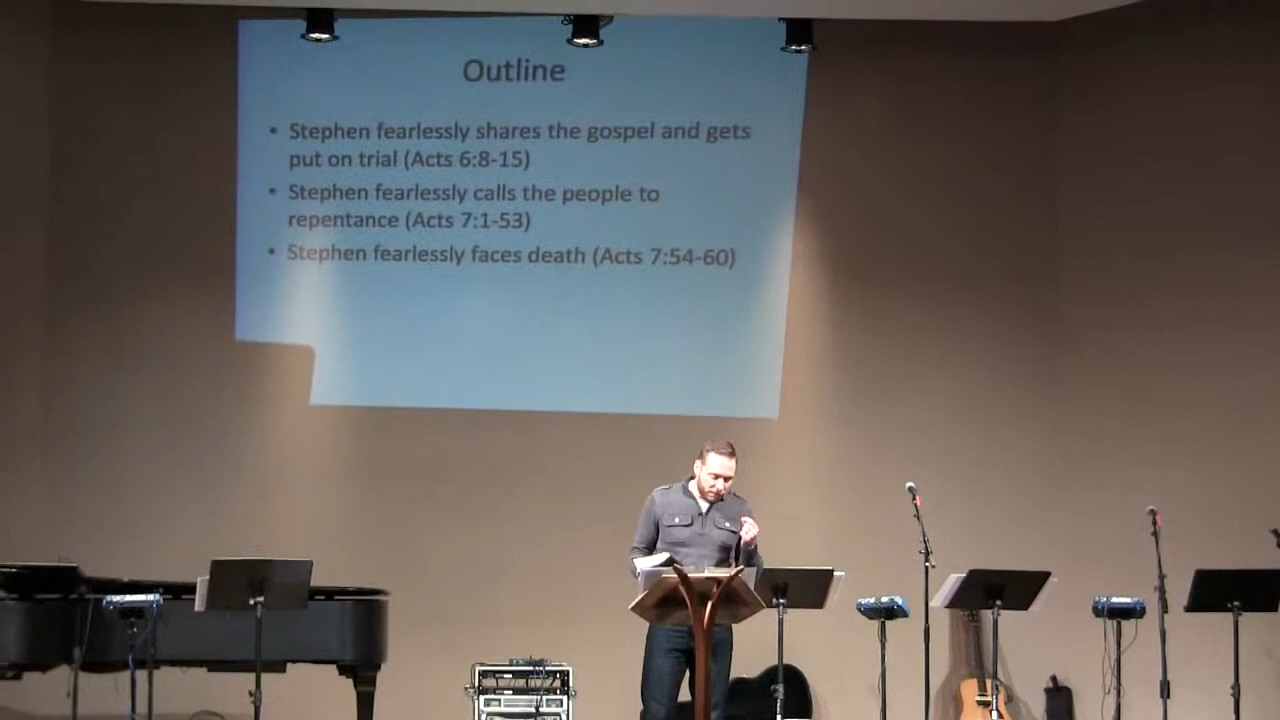 Outline
• Stephen fearlessly shares the gospel and gets
put on trial (Acts 6:8-15)
• Stephen fearlessly calls the people to
repentance (Acts 7:1-53)
• Stephen fearlessly faces death (Acts 7:54-60)